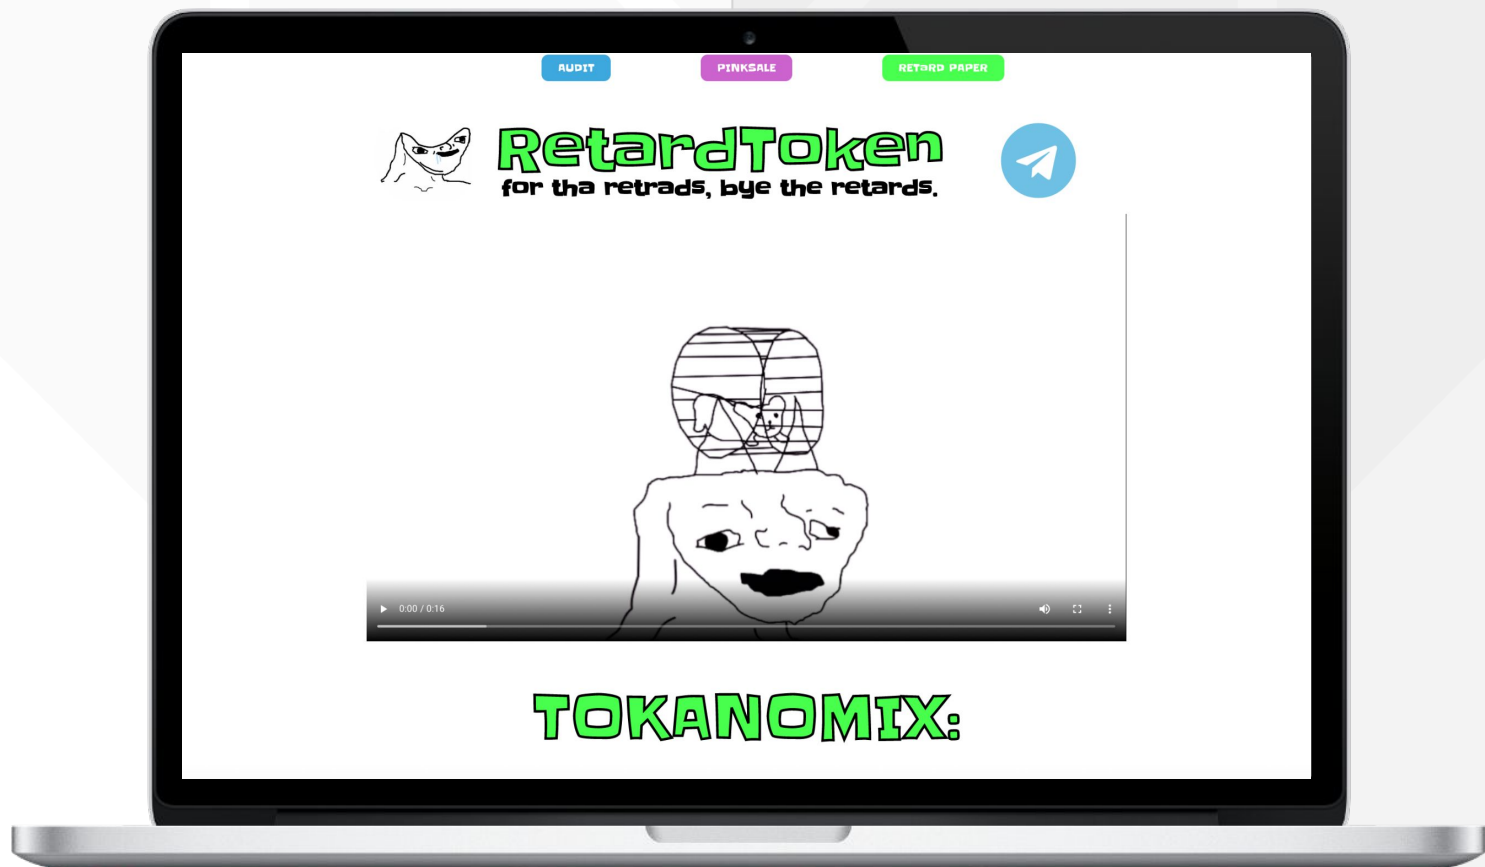 AUDIT
PINKSALE
RETaRD PAPER
RetardToken
for tha retrads, bye the retards.
0:00 / 0:16
TOKANOMIX: